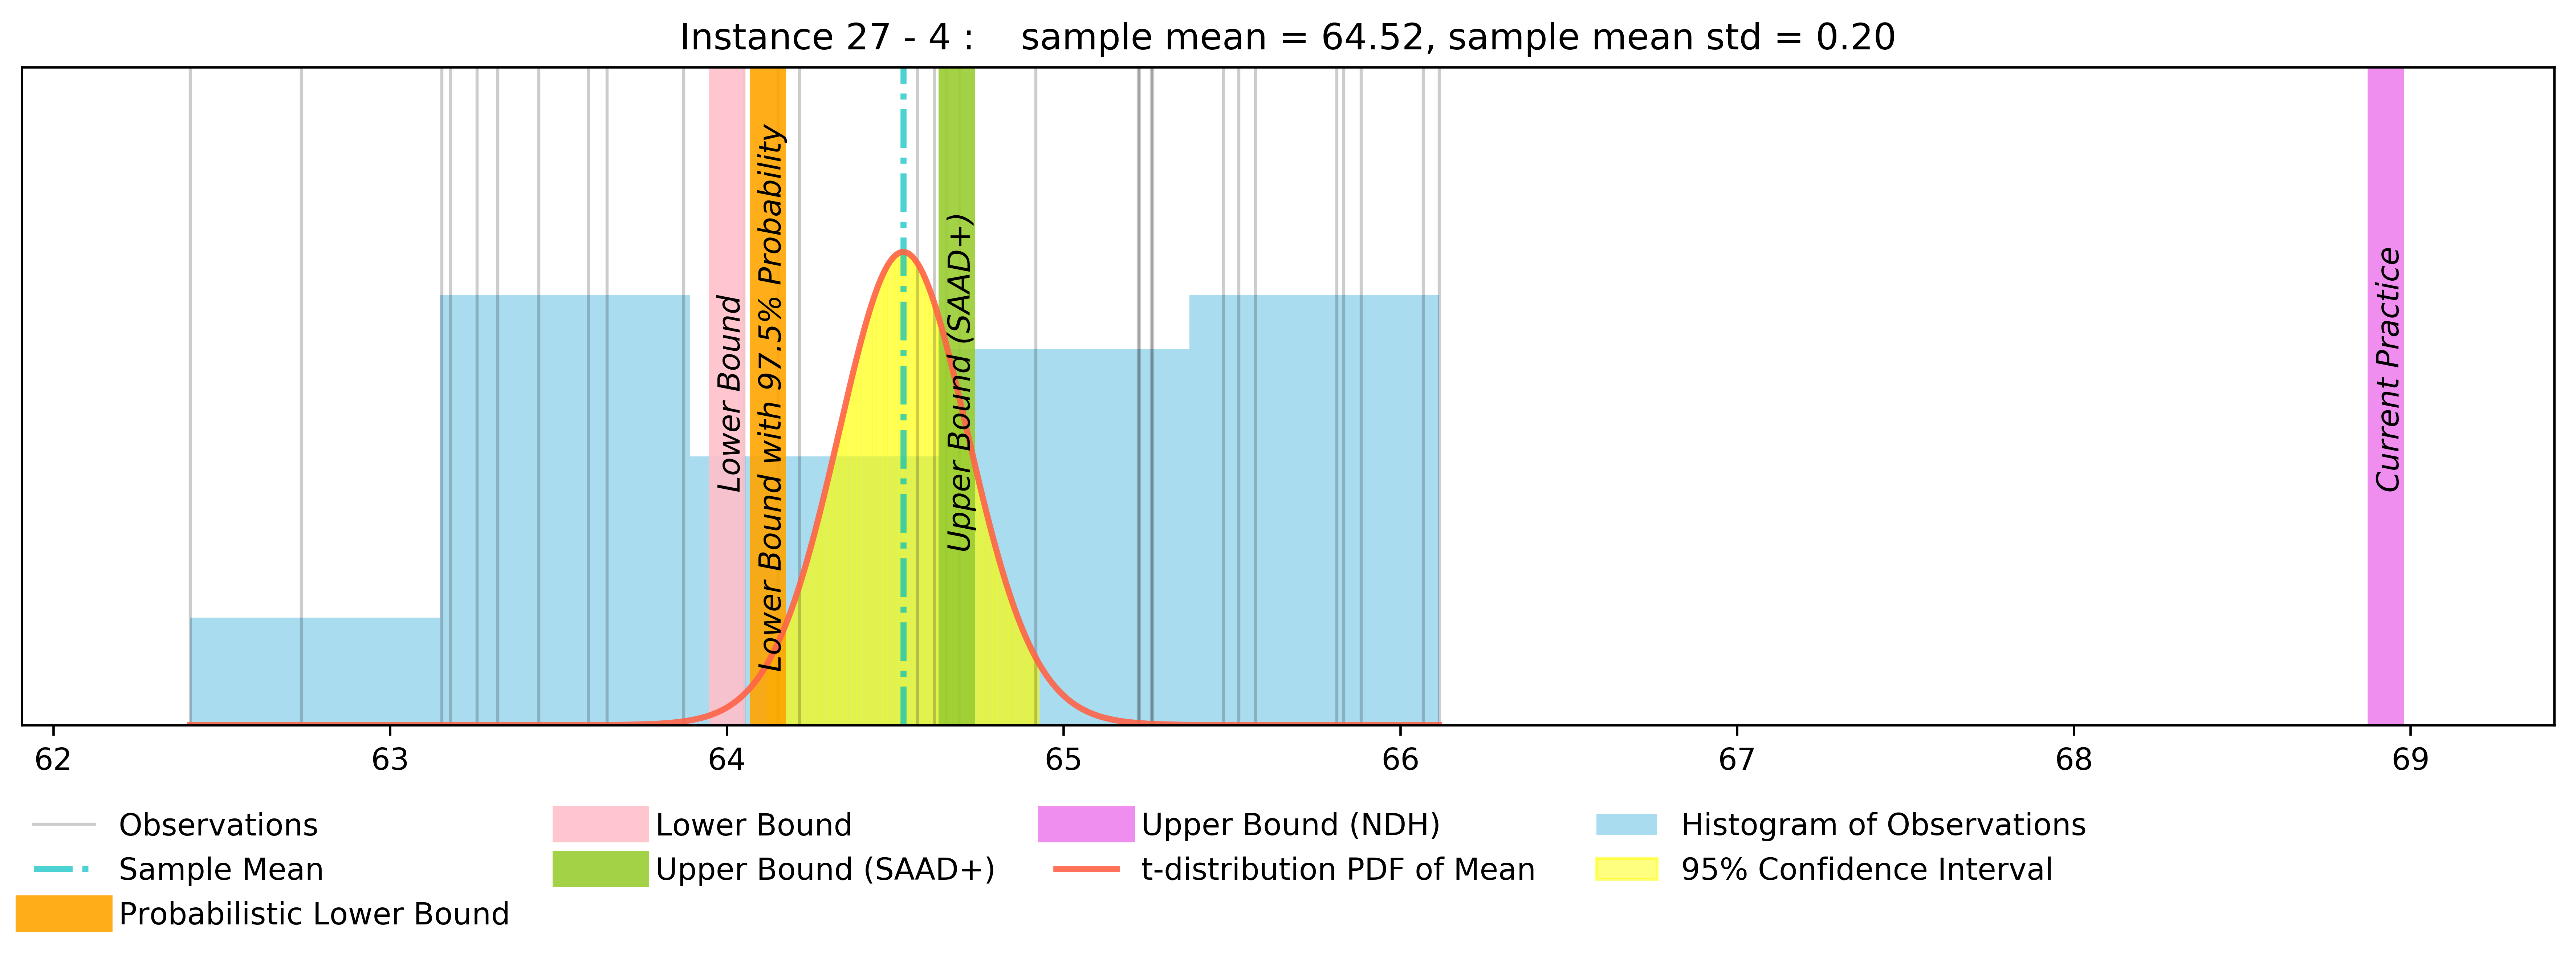 Instance 27 - 4 :    sample mean = 64.52, sample mean std = 0.20
Lower Bound
Lower Bound with 97.5% Probability
Upper Bound (SAAD+)
Current Practice
62 63 64 65 66 67 68 69
Observations
Sample Mean
Probabilistic Lower Bound
Lower Bound
Upper Bound (SAAD+)
Upper Bound (NDH)
t-distribution PDF of Mean
Histogram of Observations
95% Confidence Interval